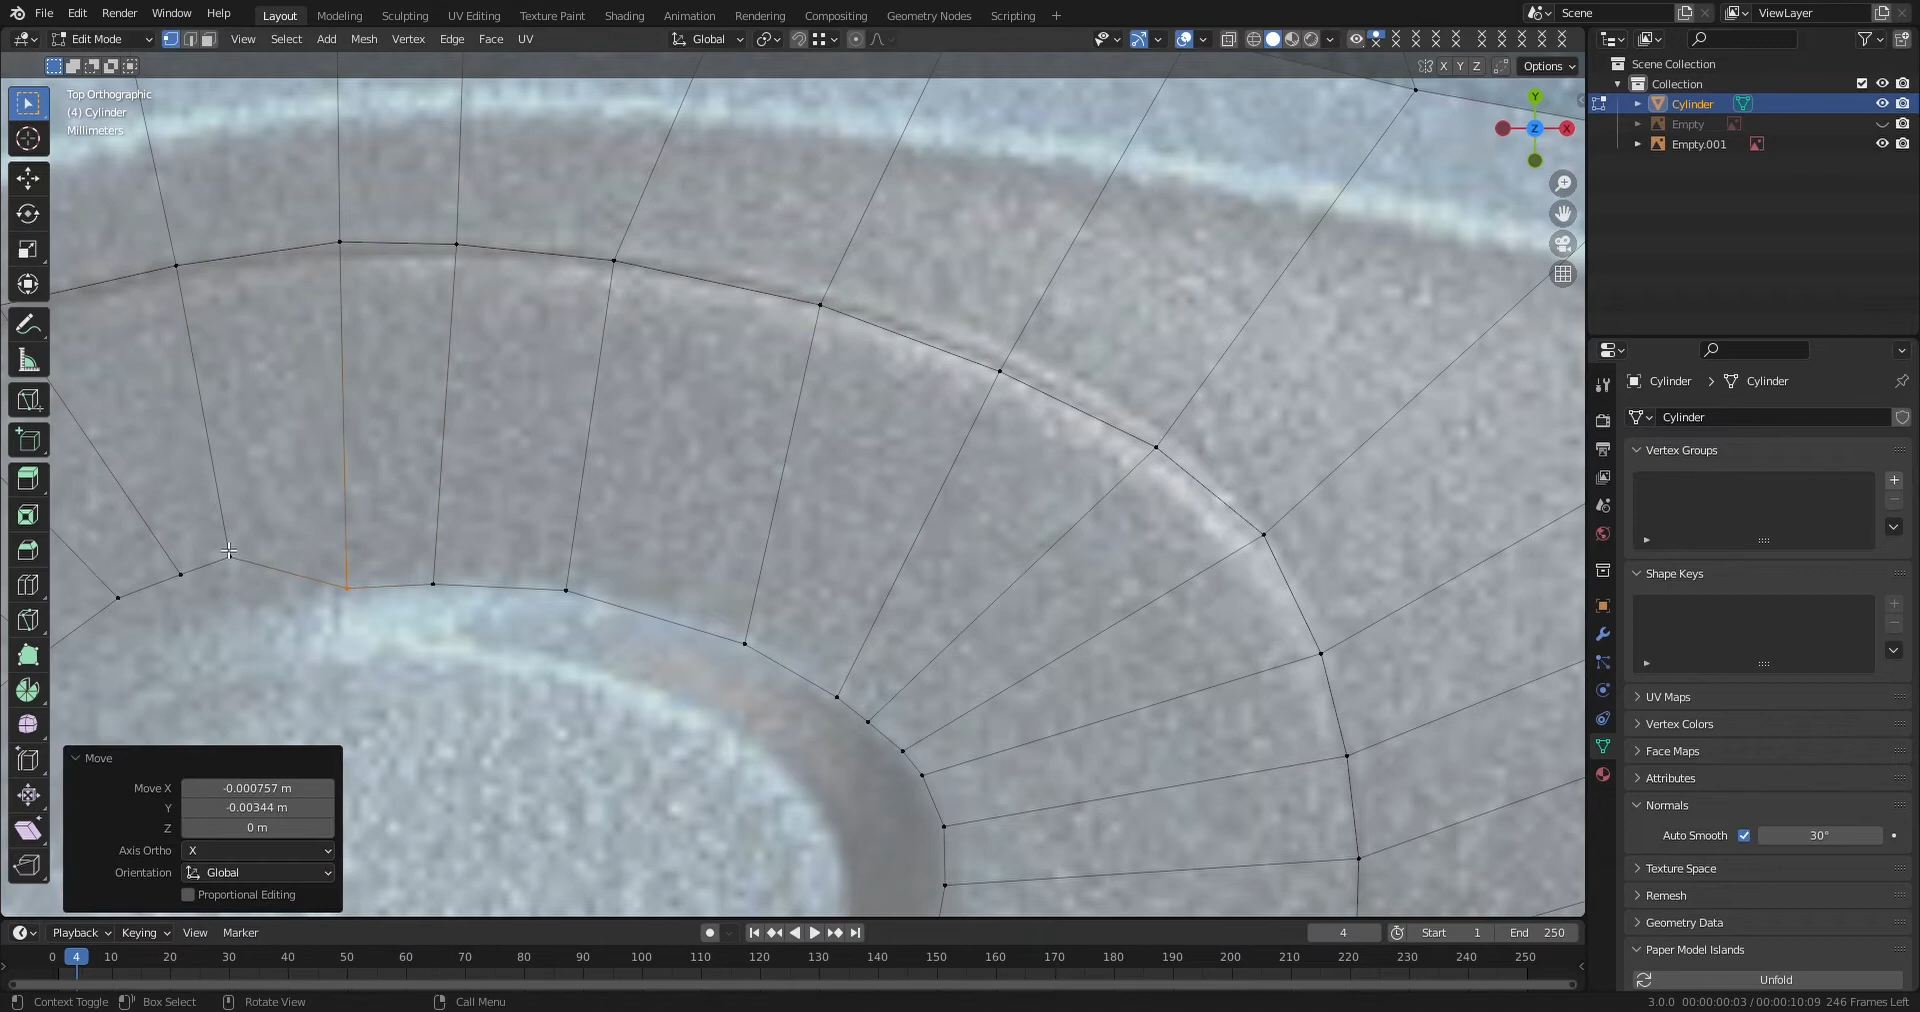 File Edit Render Window Help Layout Modeling Sculpting UV Editing Texture Paint Shading Animation Rendering Compositing Geometry Nodes Scripting + Scene ViewLayer
Edit Mode View Select Add Mesh Vertex Edge Face UV Global
X Y Z Options
Scene Collection
Collection
Cylinder
Empty
Empty.001
Top Orthographic
(4) Cylinder
Millimeters
Y
Z
X
Cylinder > Cylinder
Cylinder
Vertex Groups
Shape Keys
UV Maps
Vertex Colors
Face Maps
Attributes
Normals
Auto Smooth 30°
Texture Space
Remesh
Geometry Data
Paper Model Islands
Unfold
Move
Move X -0.000757 m
Y -0.00344 m
Z 0 m
Axis Ortho X
Orientation Global
Proportional Editing
Playback Keying View Marker 4 Start 1 End 250
0 4 10 20 30 40 50 60 70 80 90 100 110 120 130 140 150 160 170 180 190 200 210 220 230 240 250
Context Toggle Box Select Rotate View Call Menu 3.0.0 00:00:00:03 / 00:00:10:09 246 Frames Left